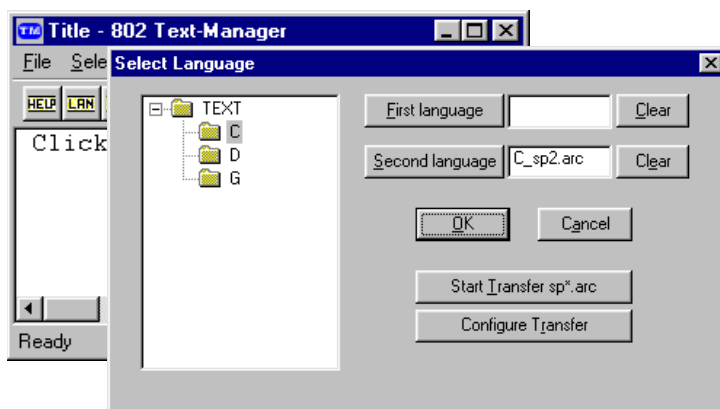 TM Title - 802 Text-Manager
File Sele
Select Language
HELP LAN
Click
TEXT
C
D
G
First language Clear
Second language C_sp2.arc Clear
OK Cancel
Start Transfer sp*.arc
Configure Transfer
Ready